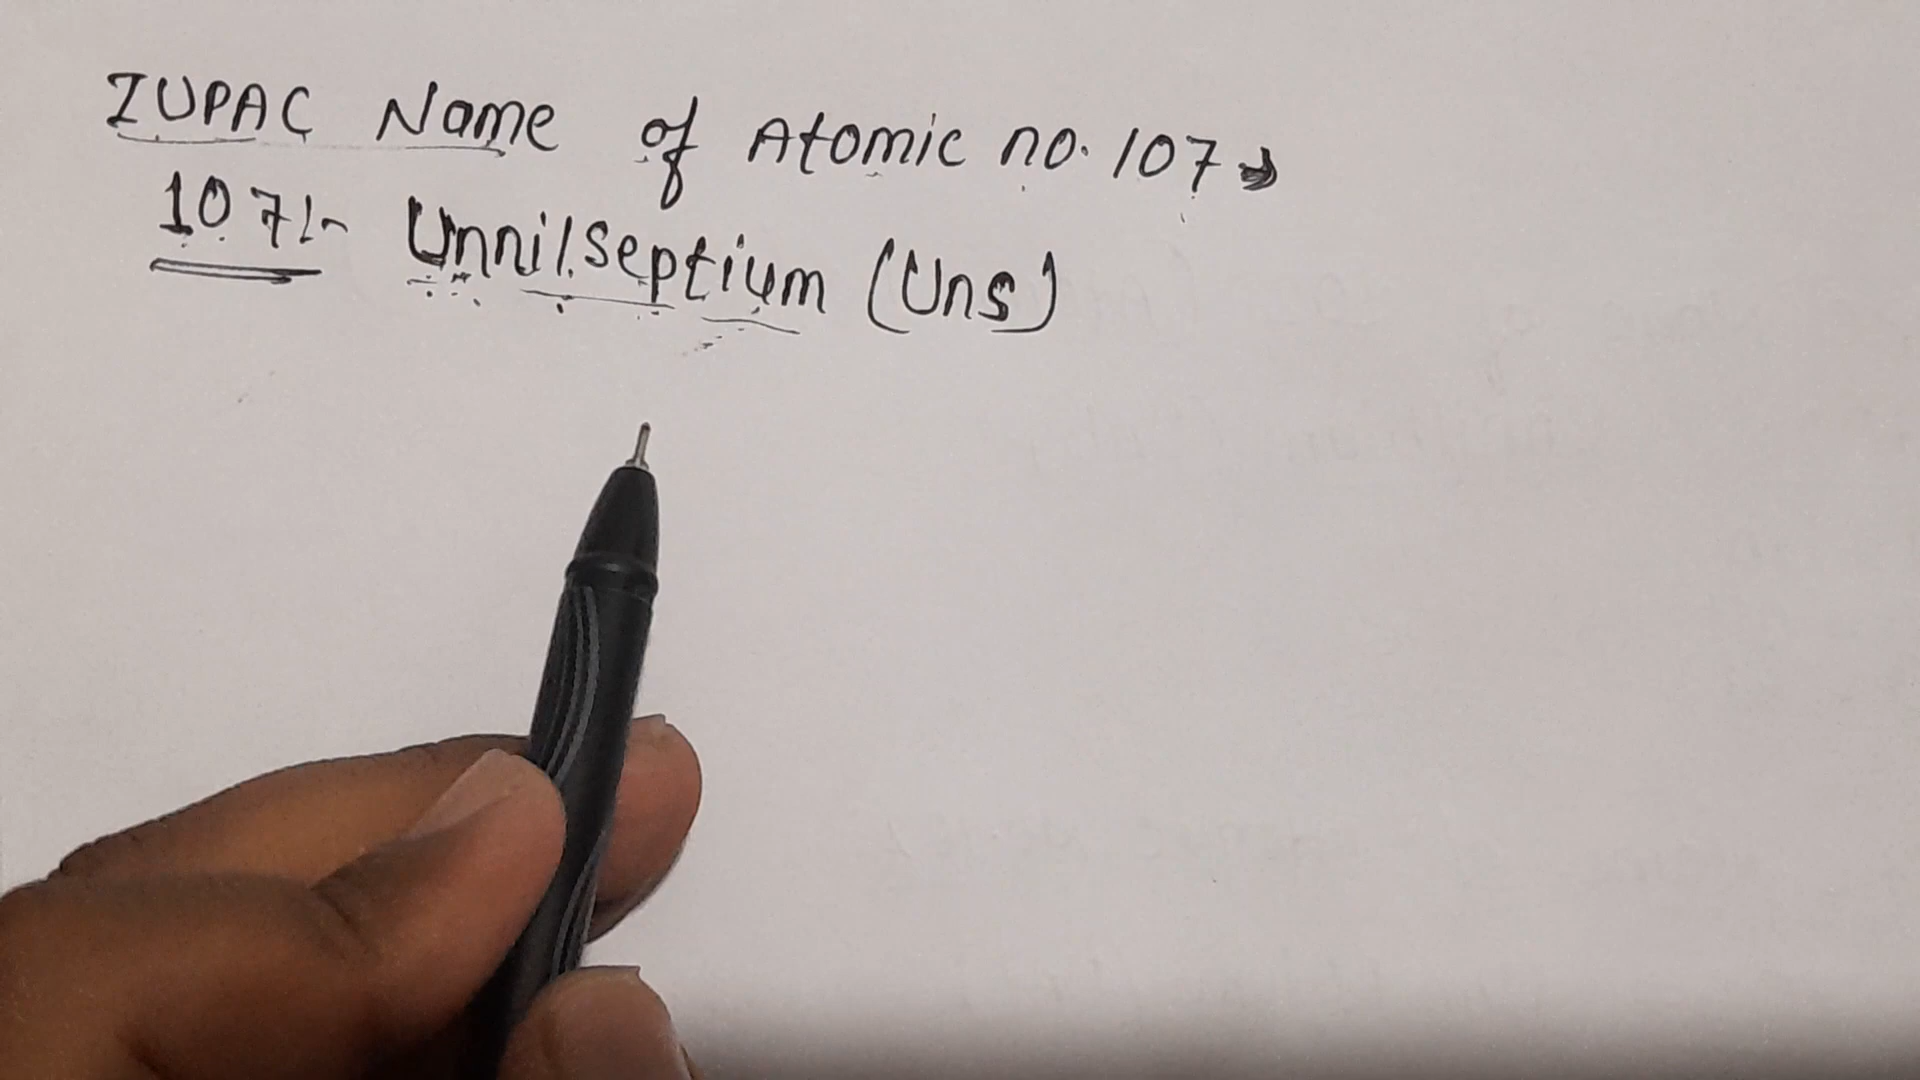 IUPAC Name of Atomic no. 107→
107:- Unnilseptium (Uns)